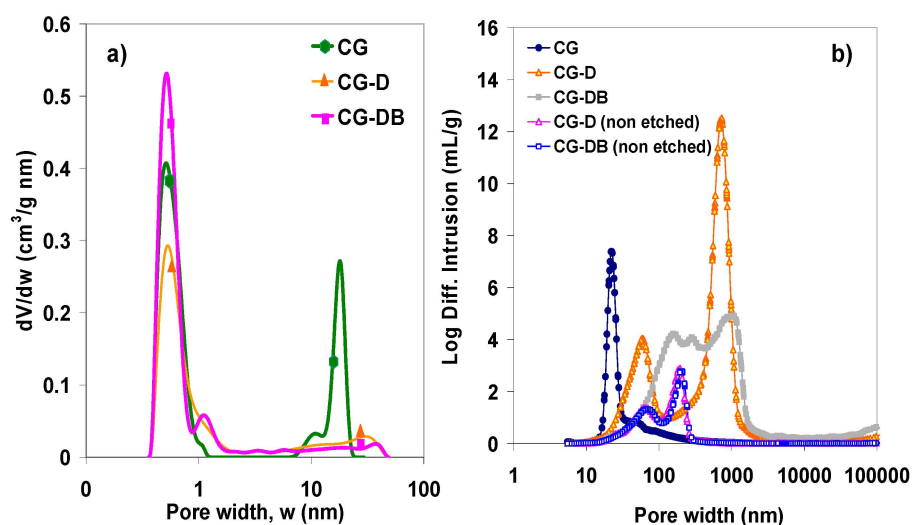 a)
CG
CG-D
CG-DB
0.6
0.5
0.4
0.3
0.2
0.1
0
dV/dw (cm³/g nm)
0 1 10 100
Pore width, w (nm)
b)
CG
CG-D
CG-DB
CG-D (non etched)
CG-DB (non etched)
16
14
12
10
8
6
4
2
0
Log Diff. Intrusion (mL/g)
1 10 100 1000 10000 100000
Pore width (nm)